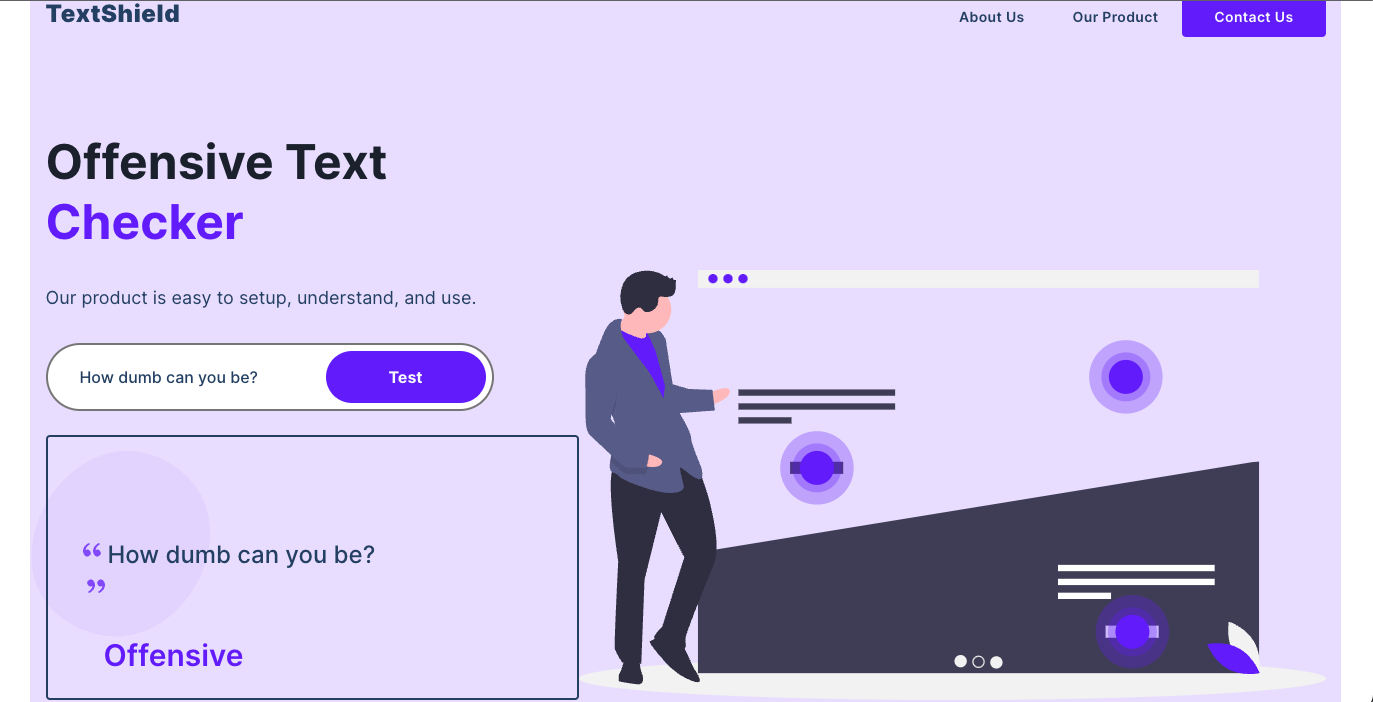 TextShield
About Us
Our Product
Contact Us
Offensive Text
Checker
Our product is easy to setup, understand, and use.
How dumb can you be?
Test
“ How dumb can you be?
”
Offensive